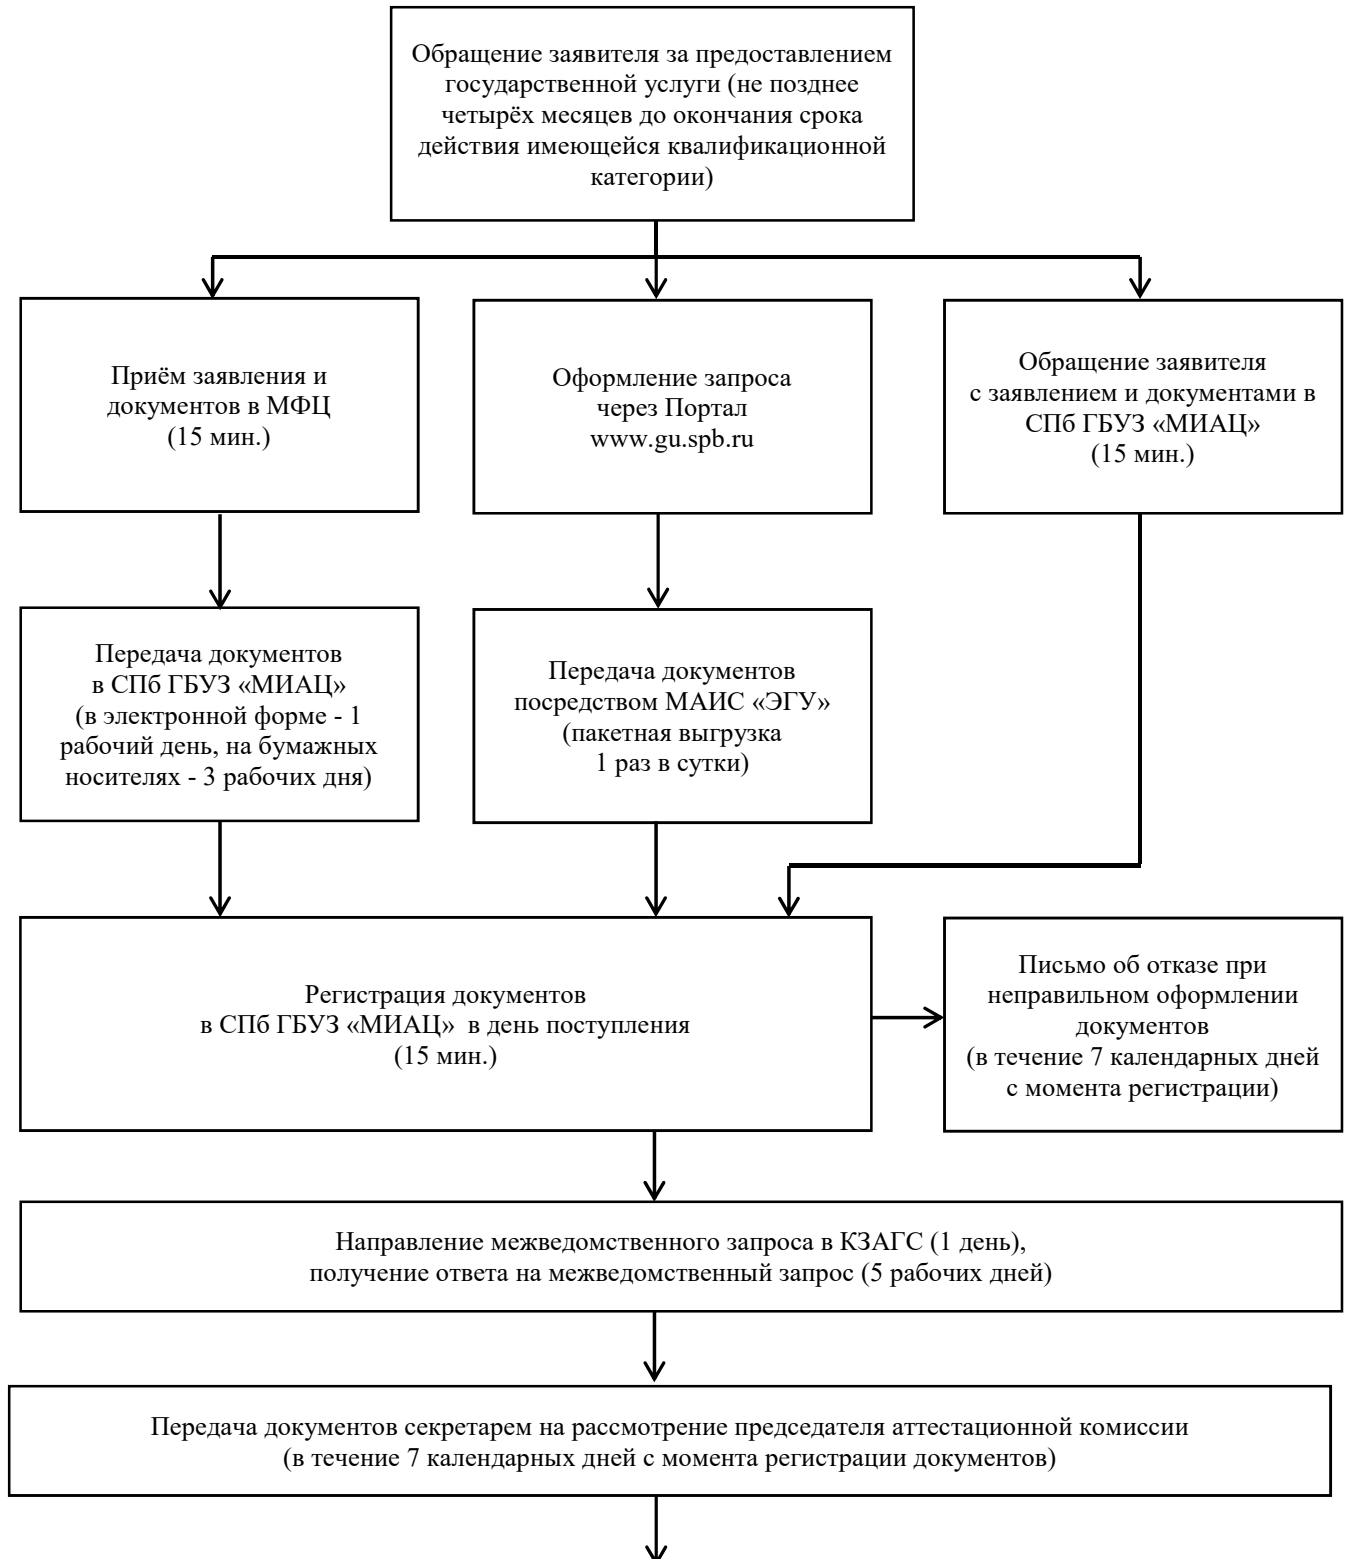 Обращение заявителя за предоставлением
государственной услуги (не позднее
четырёх месяцев до окончания срока
действия имеющейся квалификационной
категории)
Приём заявления и
документов в МФЦ
(15 мин.)
Оформление запроса
через Портал
www.gu.spb.ru
Обращение заявителя
с заявлением и документами в
СПб ГБУЗ «МИАЦ»
(15 мин.)
Передача документов
в СПб ГБУЗ «МИАЦ»
(в электронной форме - 1
рабочий день, на бумажных
носителях - 3 рабочих дня)
Передача документов
посредством МАИС «ЭГУ»
(пакетная выгрузка
1 раз в сутки)
Регистрация документов
в СПб ГБУЗ «МИАЦ» в день поступления
(15 мин.)
Письмо об отказе при
неправильном оформлении
документов
(в течение 7 календарных дней
с момента регистрации)
Направление межведомственного запроса в КЗАГС (1 день),
получение ответа на межведомственный запрос (5 рабочих дней)
Передача документов секретарем на рассмотрение председателя аттестационной комиссии
(в течение 7 календарных дней с момента регистрации документов)